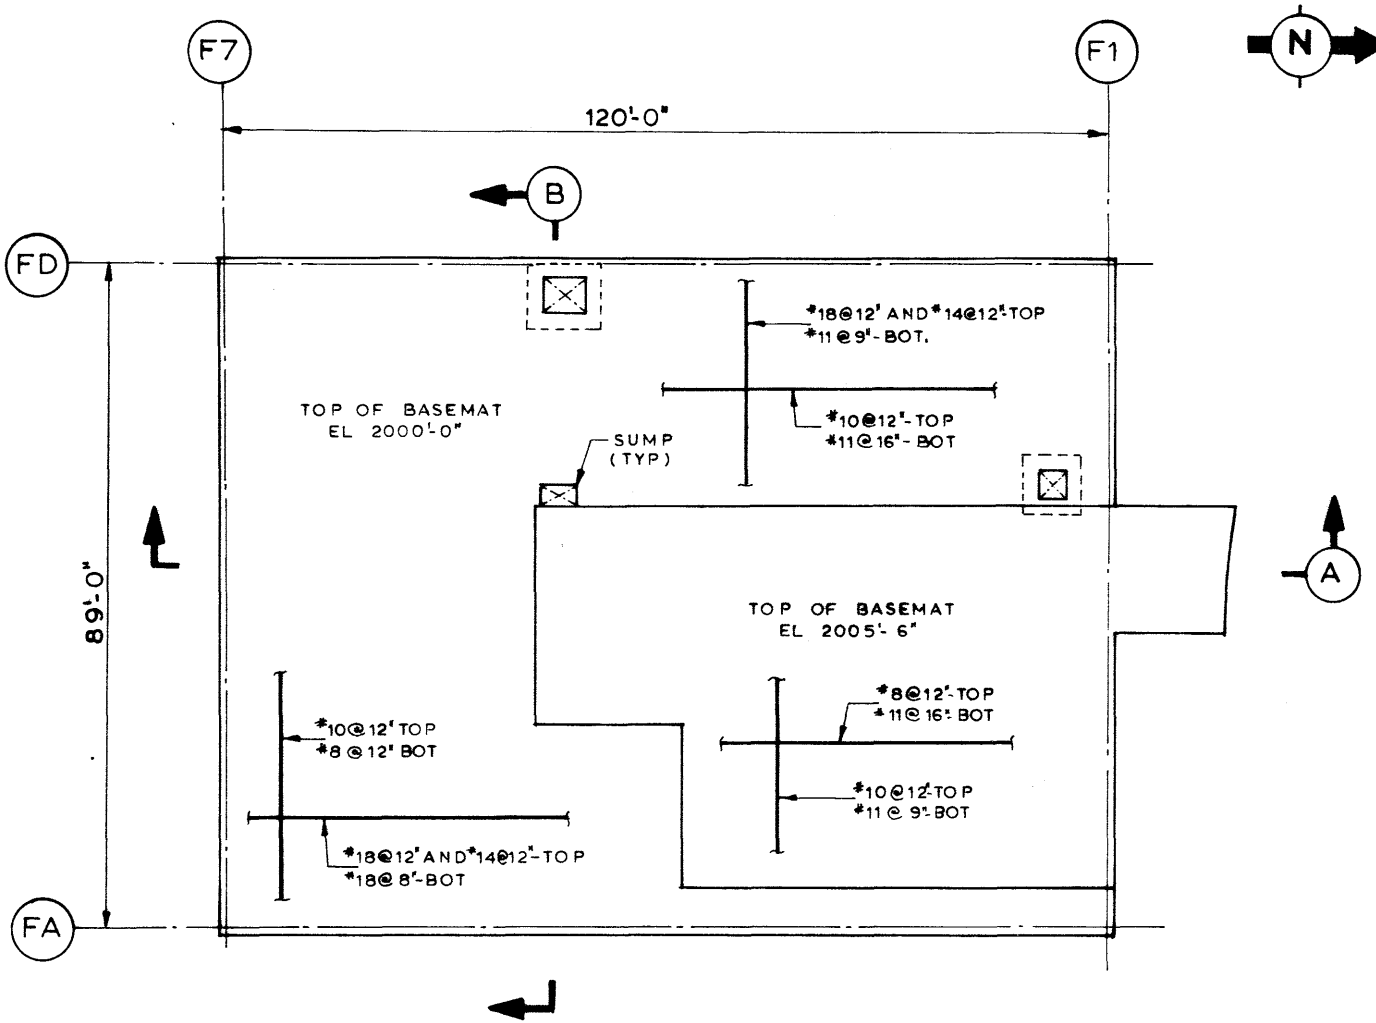 F7
F1
N
120'-0"
B
FD
#18@12" AND #14@12"-TOP
#11@9"-BOT.
TOP OF BASEMAT
EL 2000'-0"
#10@12"-TOP
#11@16"-BOT
SUMP
(TYP)
89'-0"
A
TOP OF BASEMAT
EL 2005'-6"
#8@12"-TOP
#11@16"-BOT
#10@12" TOP
#8@12" BOT
#10@12"-TOP
#11@9"-BOT
#18@12" AND #14@12"-TOP
#18@8"-BOT
FA